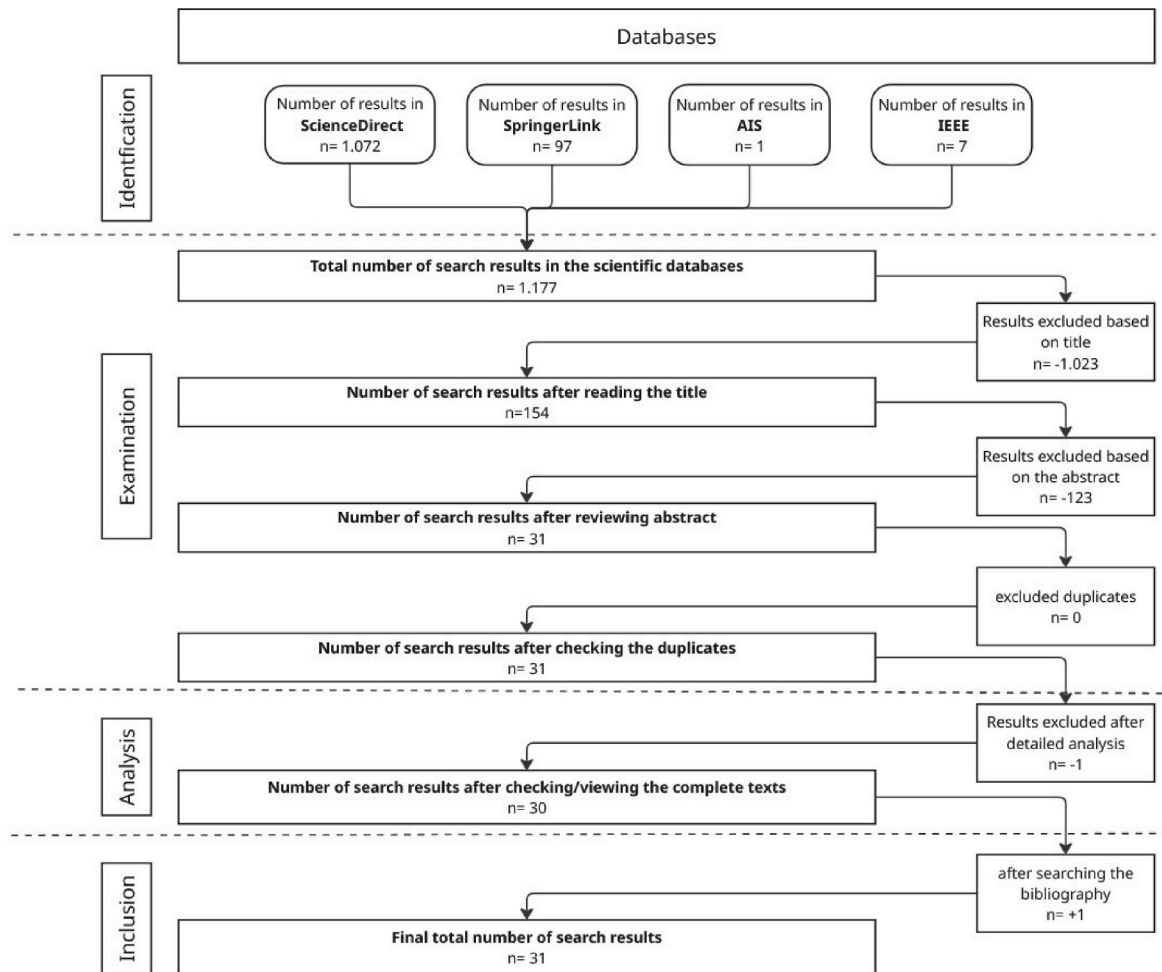 Databases
Identfication
Number of results in
ScienceDirect
n= 1.072
Number of results in
SpringerLink
n= 97
Number of results in
AIS
n= 1
Number of results in
IEEE
n= 7
Examination
Total number of search results in the scientific databases
n= 1.177
Results excluded based
on title
n= -1.023
Number of search results after reading the title
n=154
Results excluded based
on the abstract
n= -123
Number of search results after reviewing abstract
n= 31
excluded duplicates
n= 0
Number of search results after checking the duplicates
n= 31
Analysis
Results excluded after
detailed analysis
n= -1
Number of search results after checking/viewing the complete texts
n= 30
Inclusion
after searching the
bibliography
n= +1
Final total number of search results
n= 31